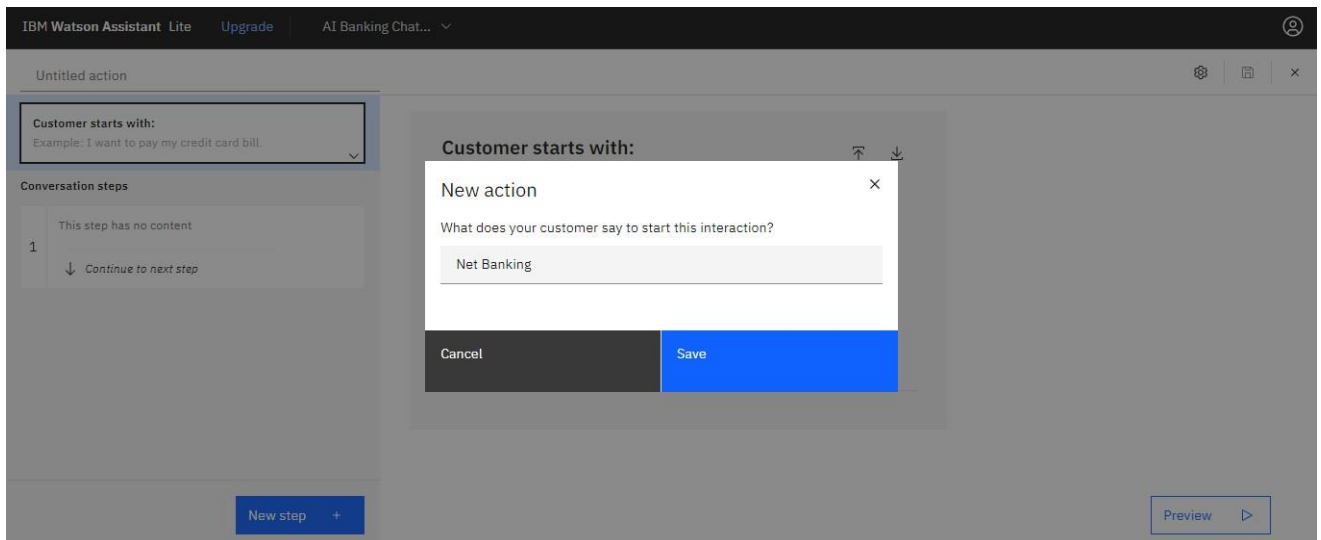 IBM Watson Assistant Lite Upgrade AI Banking Chat...
Untitled action
Customer starts with:
Example: I want to pay my credit card bill.
Conversation steps
1
This step has no content
Continue to next step
New step +
Customer starts with:
New action
What does your customer say to start this interaction?
Net Banking
Cancel Save
Preview